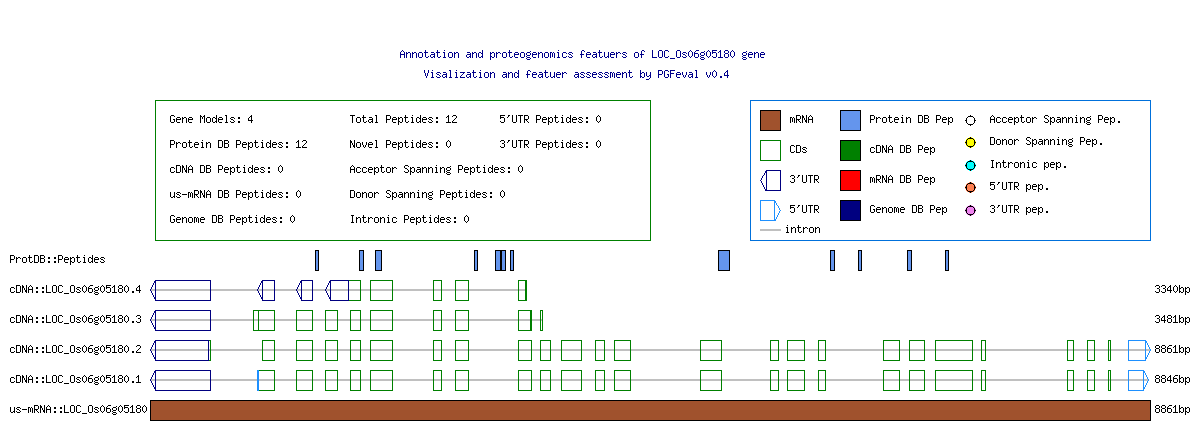 Annotation and proteogenomics featuers of LOC_Os06g05180 gene
Visalization and featuer assessment by PGFeval v0.4
Gene Models: 4
Total Peptides: 12
5'UTR Peptides: 0
Protein DB Peptides: 12
Novel Peptides: 0
3'UTR Peptides: 0
cDNA DB Peptides: 0
Acceptor Spanning Peptides: 0
us-mRNA DB Peptides: 0
Donor Spanning Peptides: 0
Genome DB Peptides: 0
Intronic Peptides: 0
mRNA
Protein DB Pep
Acceptor Spanning Pep.
CDs
cDNA DB Pep
Donor Spanning Pep.
3'UTR
mRNA DB Pep
Intronic pep.
5'UTR
Genome DB Pep
5'UTR pep.
3'UTR pep.
intron
ProtDB::Peptides
cDNA::LOC_Os06g05180.4
3340bp
cDNA::LOC_Os06g05180.3
3481bp
cDNA::LOC_Os06g05180.2
8861bp
cDNA::LOC_Os06g05180.1
8846bp
us-mRNA::LOC_Os06g05180
8861bp